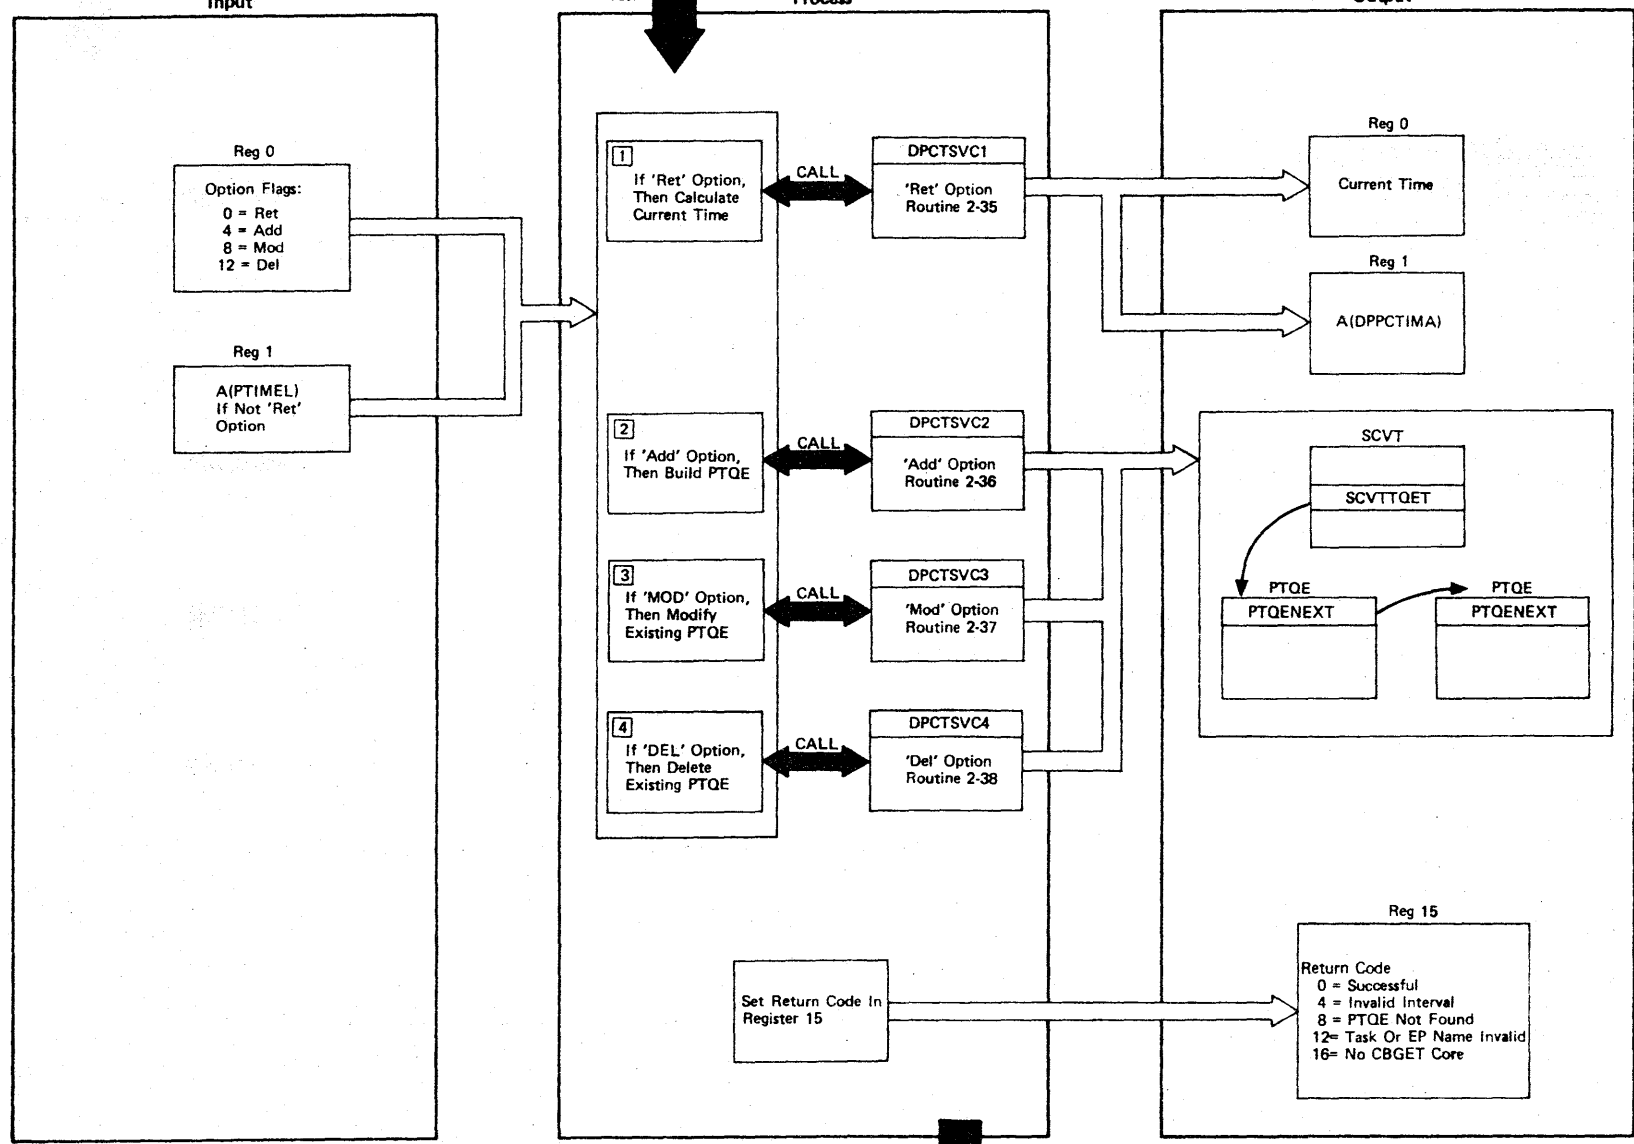 Input
Process
Output
Reg 0
Option Flags:
0 = Ret
4 = Add
8 = Mod
12 = Del
Reg 1
A(PTIMEL)
If Not 'Ret'
Option
1
If 'Ret' Option,
Then Calculate
Current Time
CALL
DPCTSVC1
'Ret' Option
Routine 2-35
2
If 'Add' Option,
Then Build PTQE
CALL
DPCTSVC2
'Add' Option
Routine 2-36
3
If 'MOD' Option,
Then Modify
Existing PTQE
CALL
DPCTSVC3
'Mod' Option
Routine 2-37
4
If 'DEL' Option,
Then Delete
Existing PTQE
CALL
DPCTSVC4
'Del' Option
Routine 2-38
Set Return Code In
Register 15
Reg 0
Current Time
Reg 1
A(DPPCTIMA)
SCVT
SCVTTQET
PTQE
PTQENEXT
PTQE
PTQENEXT
Reg 15
Return Code
0 = Successful
4 = Invalid Interval
8 = PTQE Not Found
12= Task Or EP Name Invalid
16= No CBGET Core